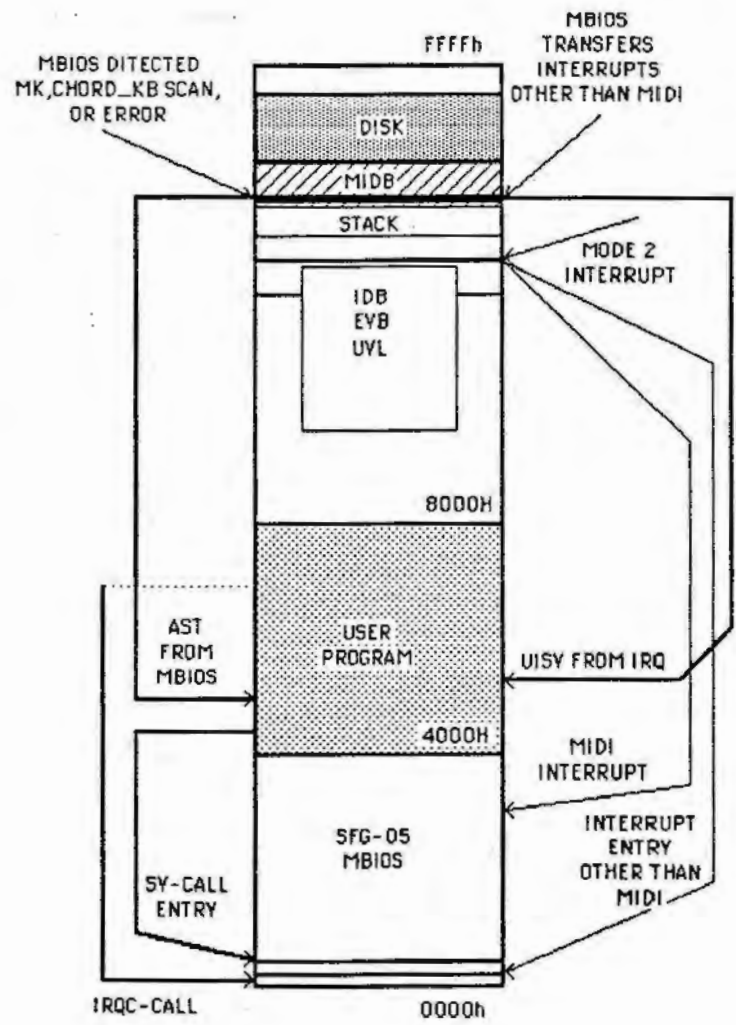 FFFFh
MBIOS
TRANSFERS
INTERRUPTS
OTHER THAN MIDI
MBIOS DITECTED
MK,CHORD_KB SCAN,
OR ERROR
DISK
MIDB
STACK
MODE 2
INTERRUPT
IDB
EVB
UVL
8000H
AST
FROM
MBIOS
USER
PROGRAM
UISV FROM IRQ
4000H
MIDI
INTERRUPT
SFG-05
MBIOS
INTERRUPT
ENTRY
OTHER THAN
MIDI
SV-CALL
ENTRY
IRQC-CALL
0000h